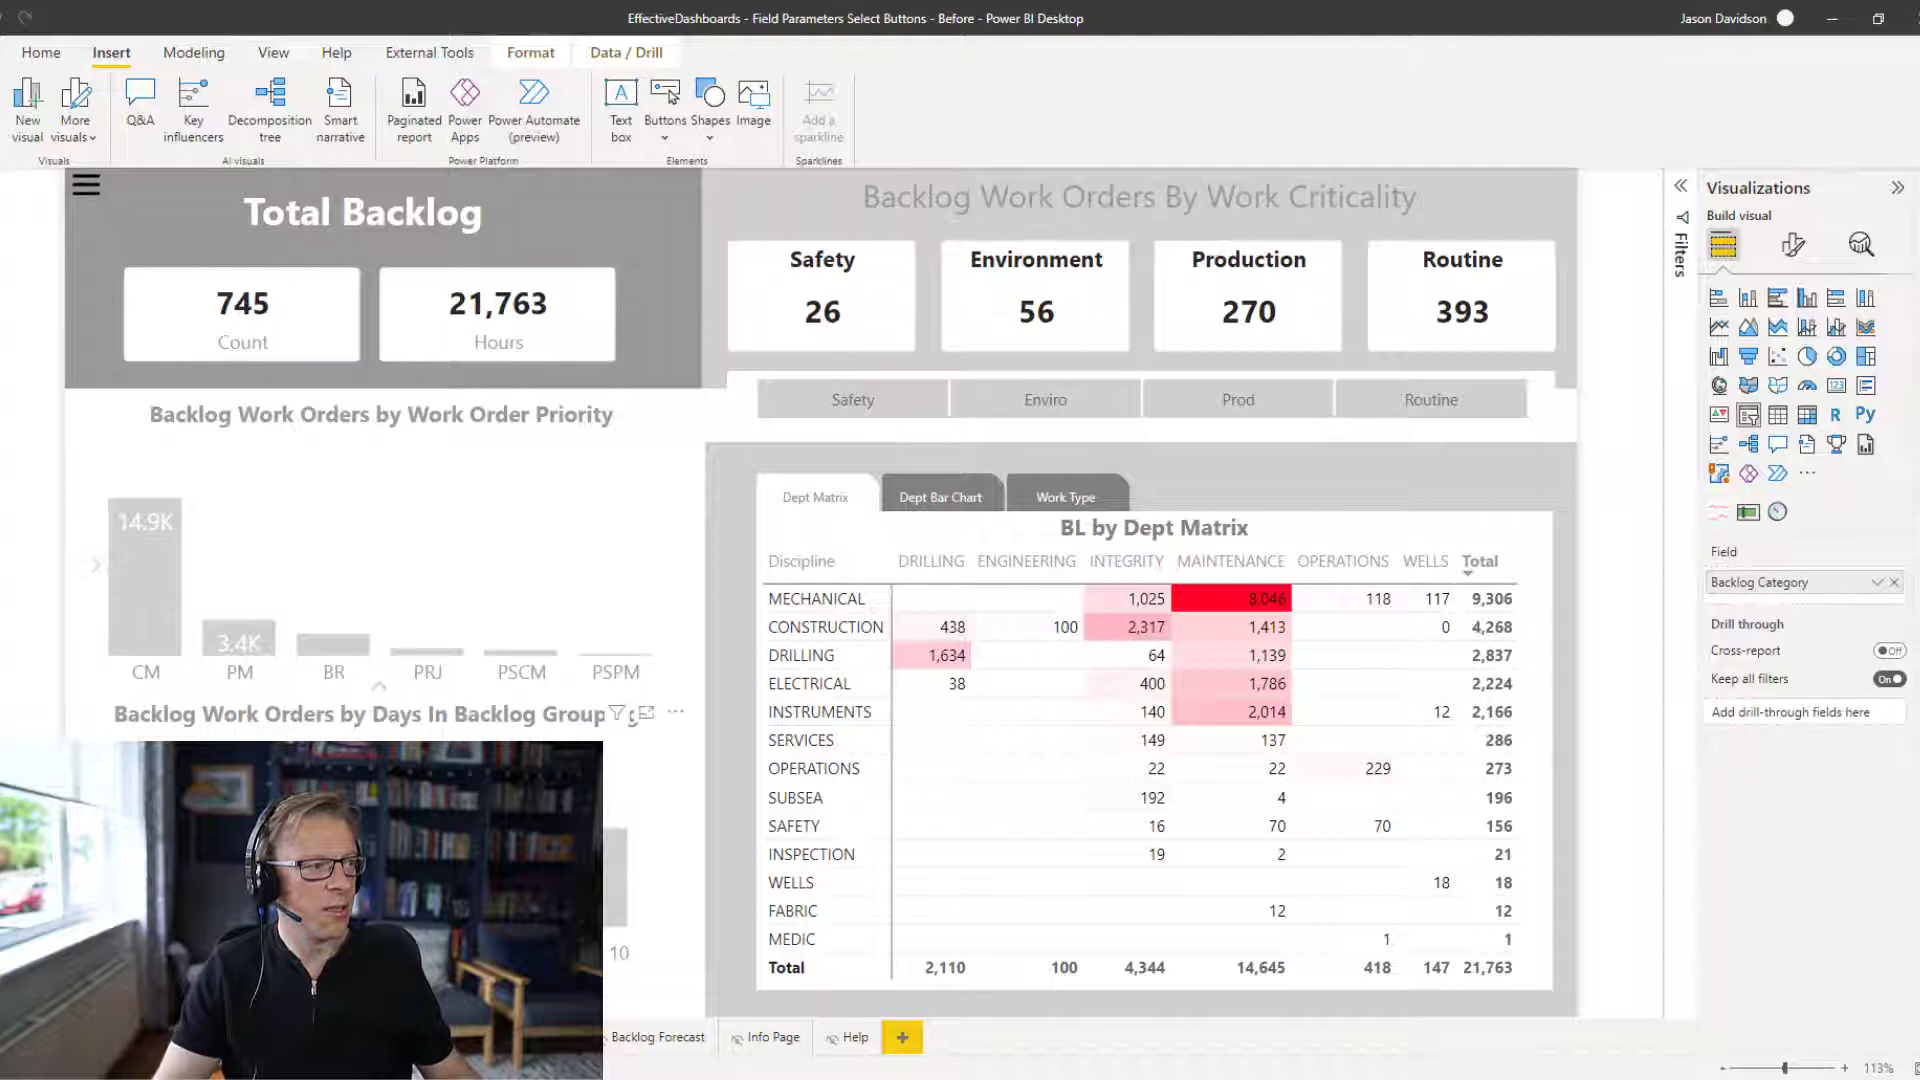 EffectiveDashboards - Field Parameters Select Buttons - Before - Power BI Desktop
Jason Davidson
Home Insert Modeling View Help External Tools Format Data / Drill
New visual
More visuals
Q&A
Key influencers
Decomposition tree
Smart narrative
Paginated report
Power Apps
Power Automate (preview)
Text box
Buttons
Shapes
Image
Add a sparkline
Visuals
AI visuals
Power Platform
Elements
Sparklines
Total Backlog
745
Count
21,763
Hours
Backlog Work Orders By Work Criticality
Safety
26
Environment
56
Production
270
Routine
393
Safety Enviro Prod Routine
Backlog Work Orders by Work Order Priority
14.9K
3.4K
CM PM BR PRJ PSCM PSPM
Backlog Work Orders by Days In Backlog Group
10
Dept Matrix Dept Bar Chart Work Type
BL by Dept Matrix
Discipline DRILLING ENGINEERING INTEGRITY MAINTENANCE OPERATIONS WELLS Total
MECHANICAL 1,025 8,046 118 117 9,306
CONSTRUCTION 438 100 2,317 1,413 0 4,268
DRILLING 1,634 64 1,139 2,837
ELECTRICAL 38 400 1,786 2,224
INSTRUMENTS 140 2,014 12 2,166
SERVICES 149 137 286
OPERATIONS 22 22 229 273
SUBSEA 192 4 196
SAFETY 16 70 70 156
INSPECTION 19 2 21
WELLS 18 18
FABRIC 12 12
MEDIC 1 1
Total 2,110 100 4,344 14,645 418 147 21,763
Filters
Visualizations
Build visual
123
R
Py
Field
Backlog Category
Drill through
Cross-report
Off
Keep all filters
On
Add drill-through fields here
Backlog Forecast Info Page Help +
- + 113%